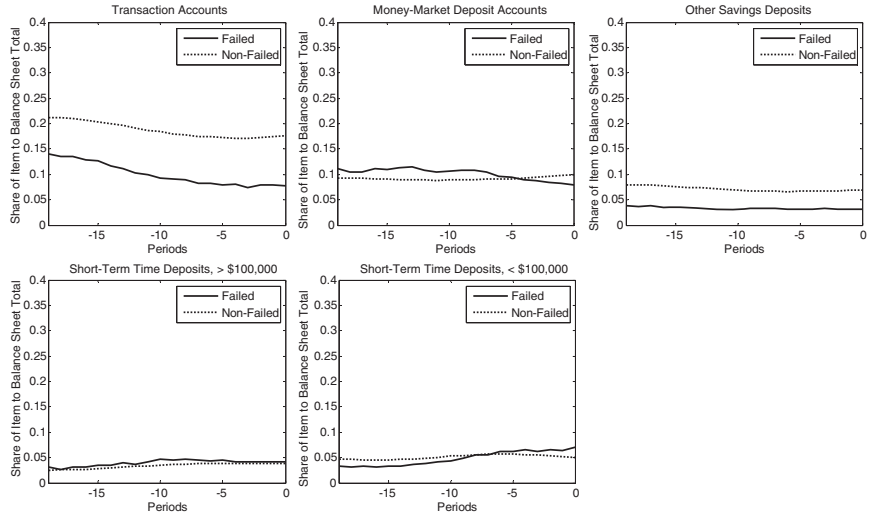 Transaction Accounts
Share of Item to Balance Sheet Total
0.4
0.35
0.3
0.25
0.2
0.15
0.1
0.05
0
Failed
Non-Failed
-15
-10
-5
0
Periods
Money-Market Deposit Accounts
Share of Item to Balance Sheet Total
0.4
0.35
0.3
0.25
0.2
0.15
0.1
0.05
0
Failed
Non-Failed
-15
-10
-5
0
Periods
Other Savings Deposits
Share of Item to Balance Sheet Total
0.4
0.35
0.3
0.25
0.2
0.15
0.1
0.05
0
Failed
Non-Failed
-15
-10
-5
0
Periods
Short-Term Time Deposits, > $100,000
Share of Item to Balance Sheet Total
0.4
0.35
0.3
0.25
0.2
0.15
0.1
0.05
0
Failed
Non-Failed
-15
-10
-5
0
Periods
Short-Term Time Deposits, < $100,000
Share of Item to Balance Sheet Total
0.4
0.35
0.3
0.25
0.2
0.15
0.1
0.05
0
Failed
Non-Failed
-15
-10
-5
0
Periods